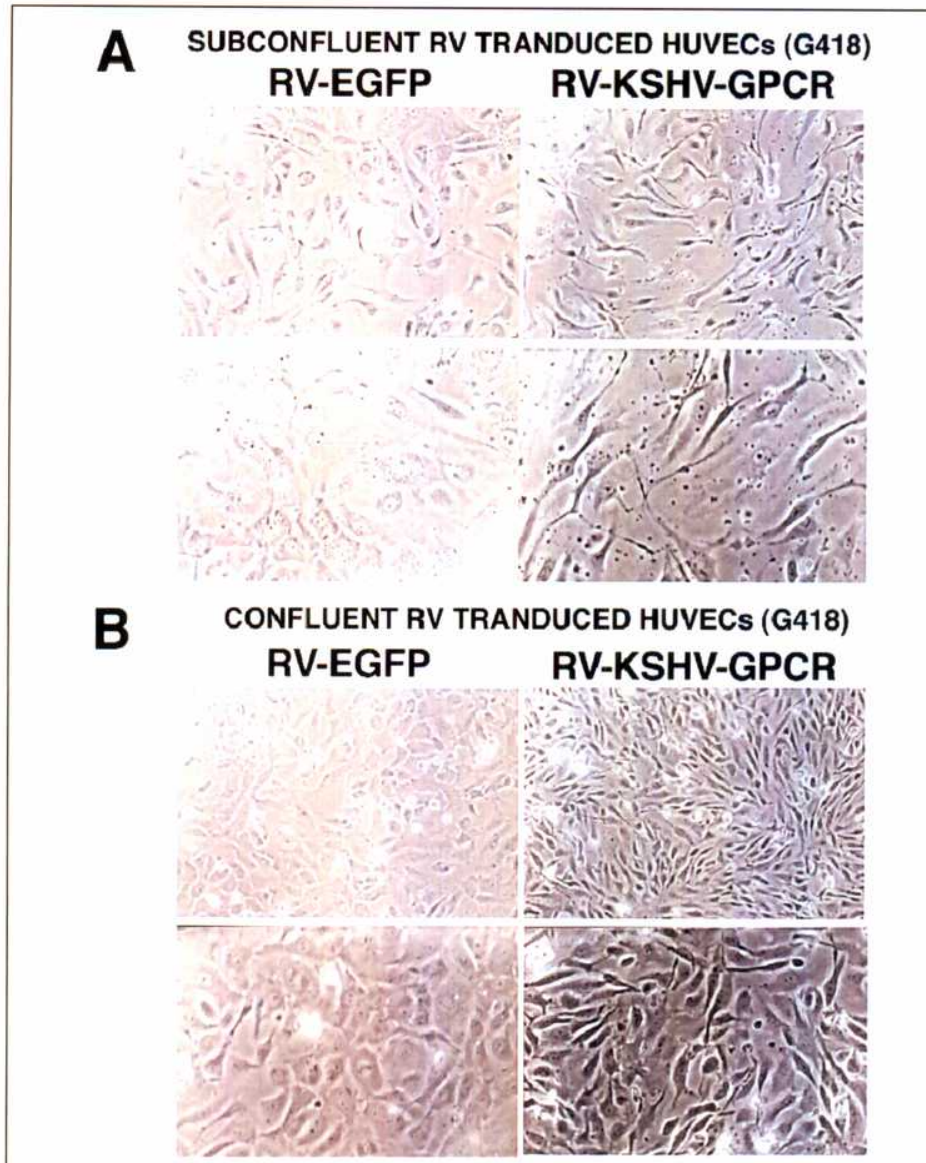 A
SUBCONFLUENT RV TRANDUCED HUVECs (G418)
RV-EGFP RV-KSHV-GPCR
B
CONFLUENT RV TRANDUCED HUVECs (G418)
RV-EGFP RV-KSHV-GPCR